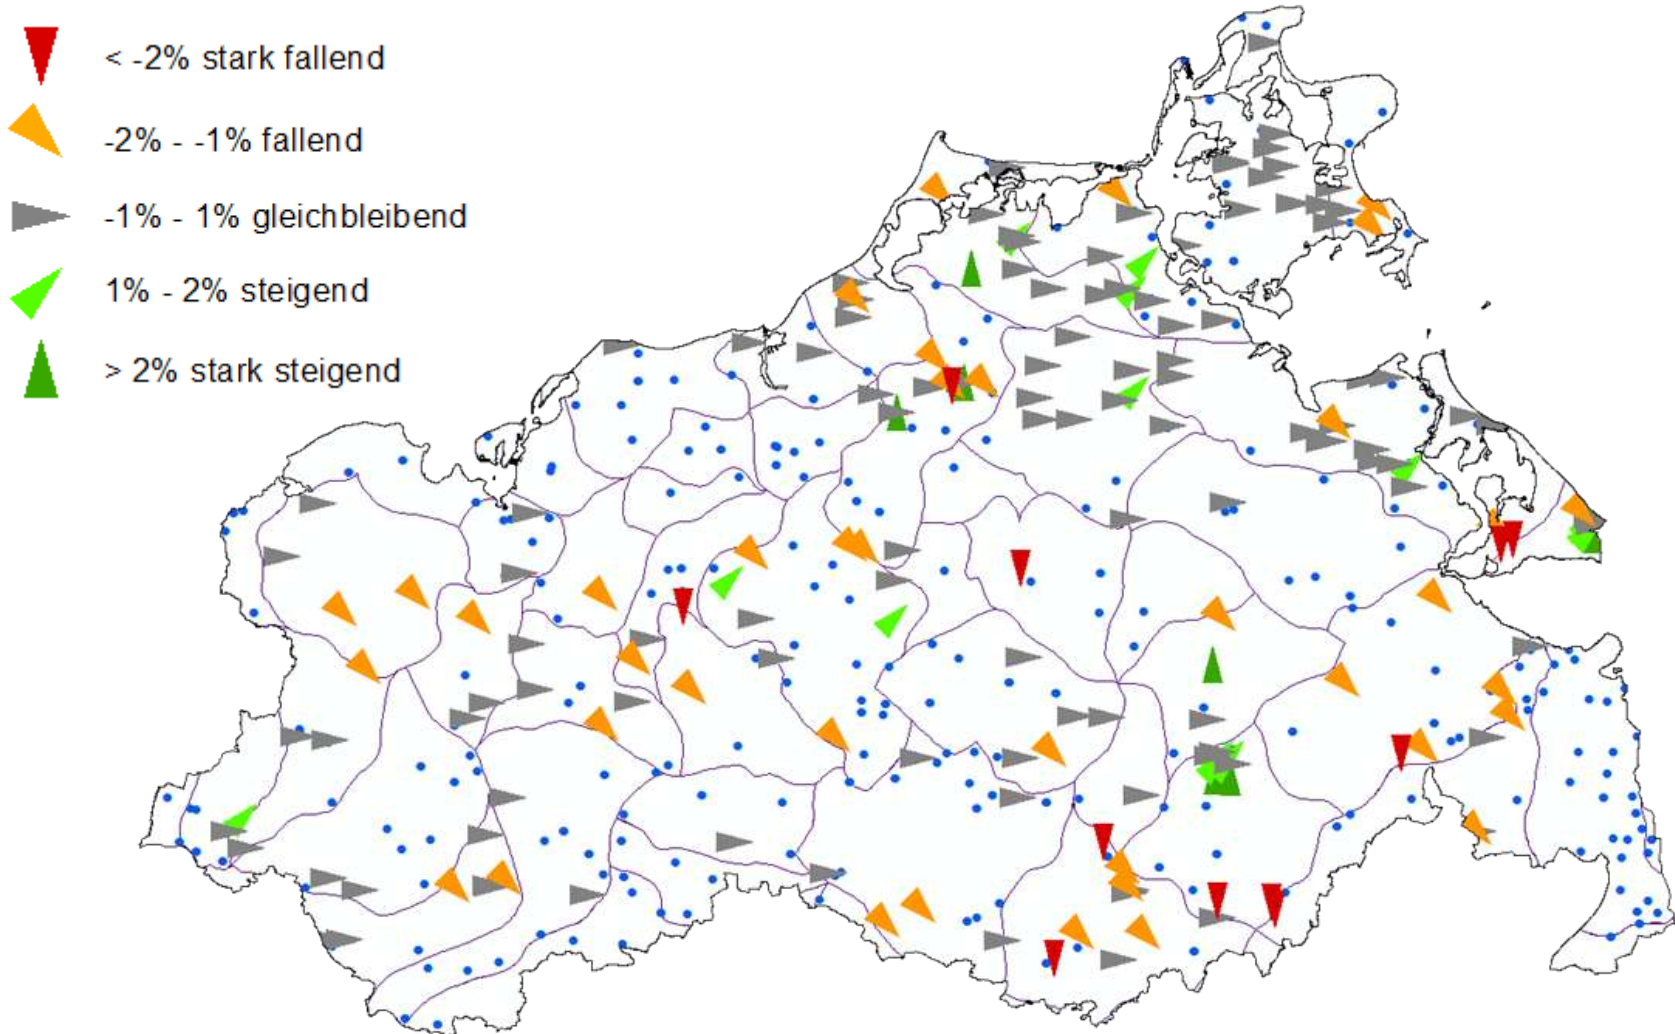 < -2% stark fallend
-2% - -1% fallend
-1% - 1% gleichbleibend
1% - 2% steigend
> 2% stark steigend